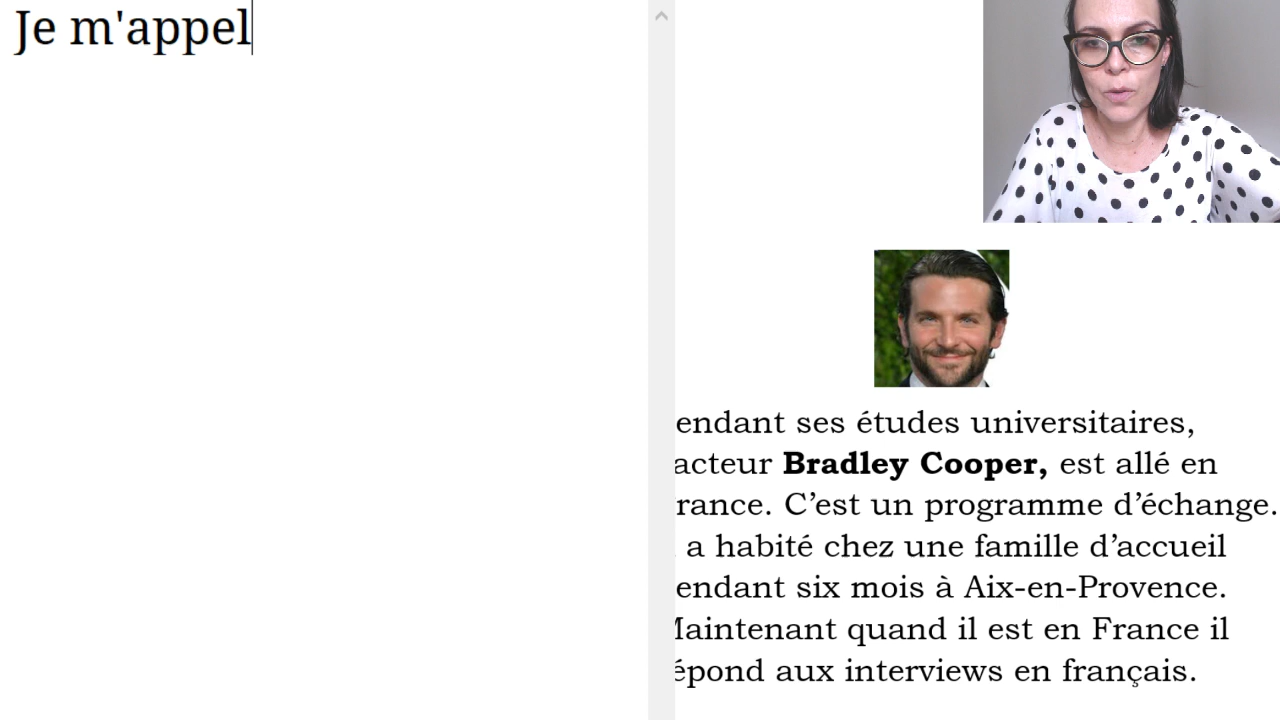 Je m'appel
endant ses études universitaires,
acteur Bradley Cooper, est allé en
rance. C’est un programme d’échange.
a habité chez une famille d’accueil
endant six mois à Aix-en-Provence.
Maintenant quand il est en France il
épond aux interviews en français.